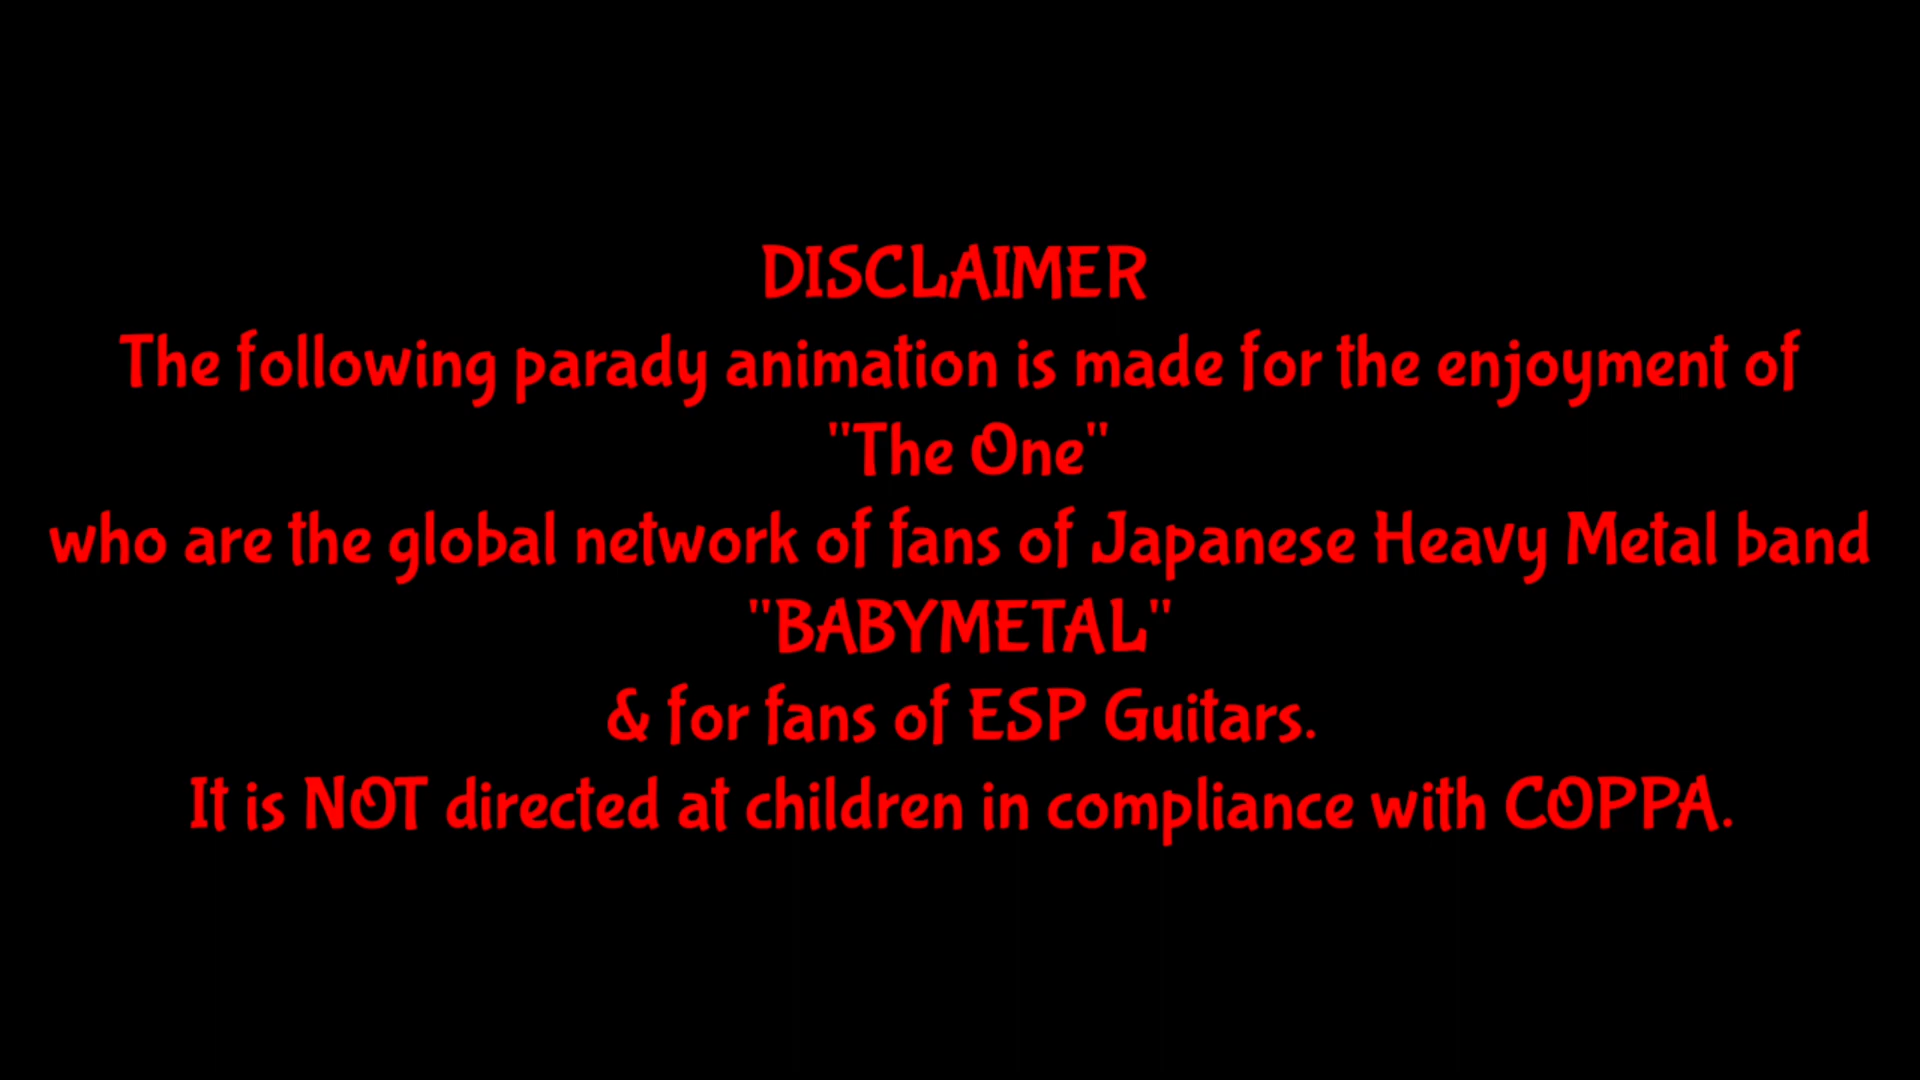 DISCLAIMER
The following parady animation is made for the enjoyment of
"The One"
who are the global network of fans of Japanese Heavy Metal band
"BABYMETAL"
& for fans of ESP Guitars.
It is NOT directed at children in compliance with COPPA.